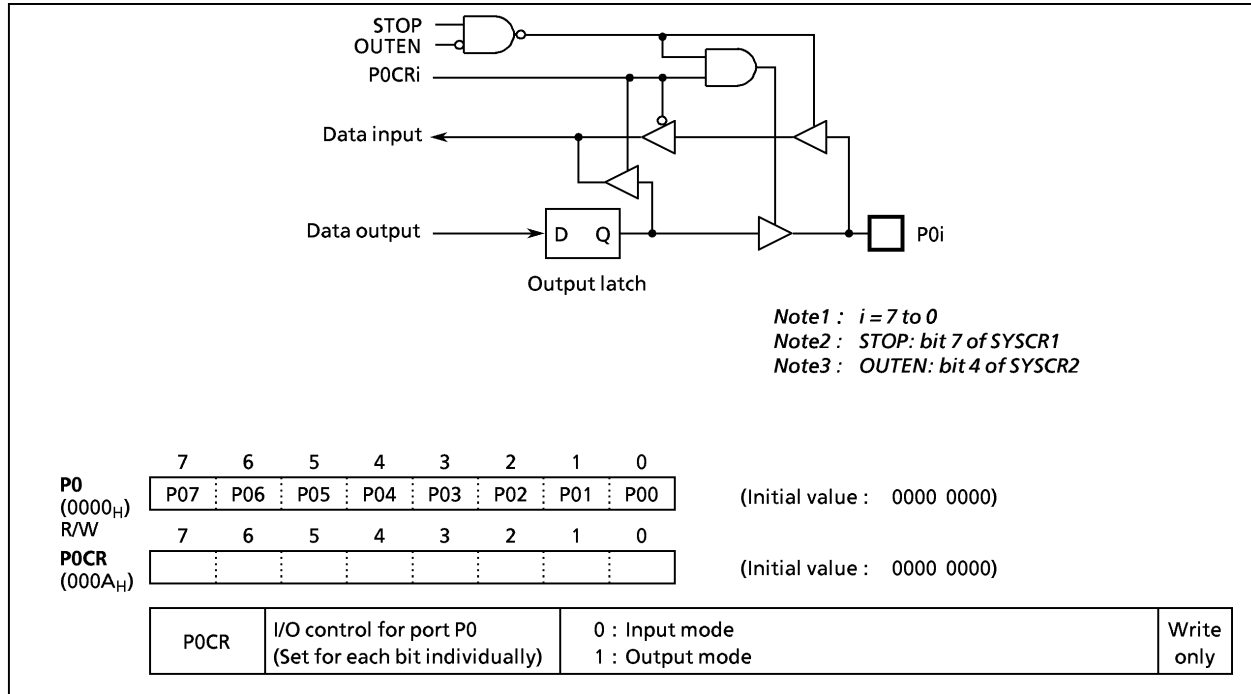 STOP
OUTEN
P0CRi
Data input
Data output
D Q
P0i
Output latch
Note1 : i = 7 to 0
Note2 : STOP: bit 7 of SYSCR1
Note3 : OUTEN: bit 4 of SYSCR2
7 6 5 4 3 2 1 0
P0
(0000H)
R/W
P07 P06 P05 P04 P03 P02 P01 P00
(Initial value : 0000 0000)
7 6 5 4 3 2 1 0
P0CR
(000AH)
(Initial value : 0000 0000)
P0CR
I/O control for port P0
(Set for each bit individually)
0 : Input mode
1 : Output mode
Write
only